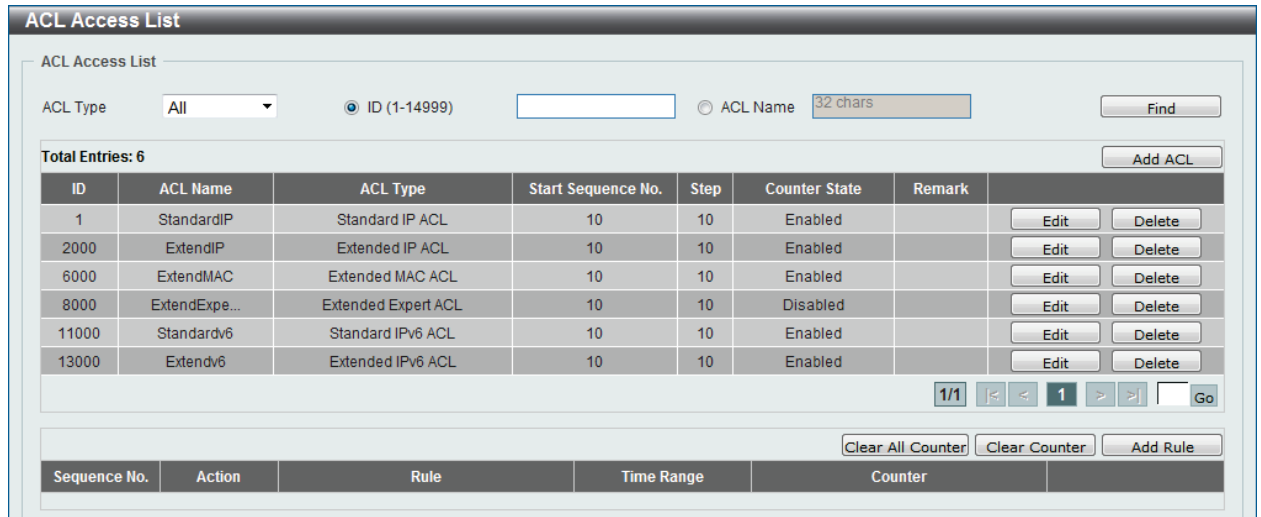 ACL Access List
ACL Access List
ACL Type All ID (1-14999) ACL Name 32 chars Find
Total Entries: 6 Add ACL
ID ACL Name ACL Type Start Sequence No. Step Counter State Remark
1 StandardIP Standard IP ACL 10 10 Enabled Edit Delete
2000 ExtendIP Extended IP ACL 10 10 Enabled Edit Delete
6000 ExtendMAC Extended MAC ACL 10 10 Enabled Edit Delete
8000 ExtendExpe... Extended Expert ACL 10 10 Disabled Edit Delete
11000 Standardv6 Standard IPv6 ACL 10 10 Enabled Edit Delete
13000 Extendv6 Extended IPv6 ACL 10 10 Enabled Edit Delete
1/1 |< < 1 > >| Go
Clear All Counter Clear Counter Add Rule
Sequence No. Action Rule Time Range Counter